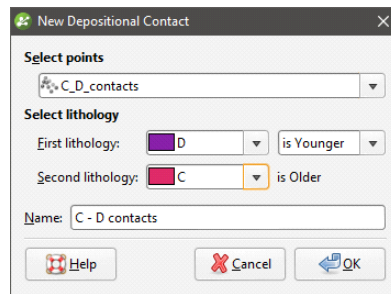 New Depositional Contact
Select points
C_D_contacts
Select lithology
First lithology: D is Younger
Second lithology: C is Older
Name: C - D contacts
Help Cancel OK